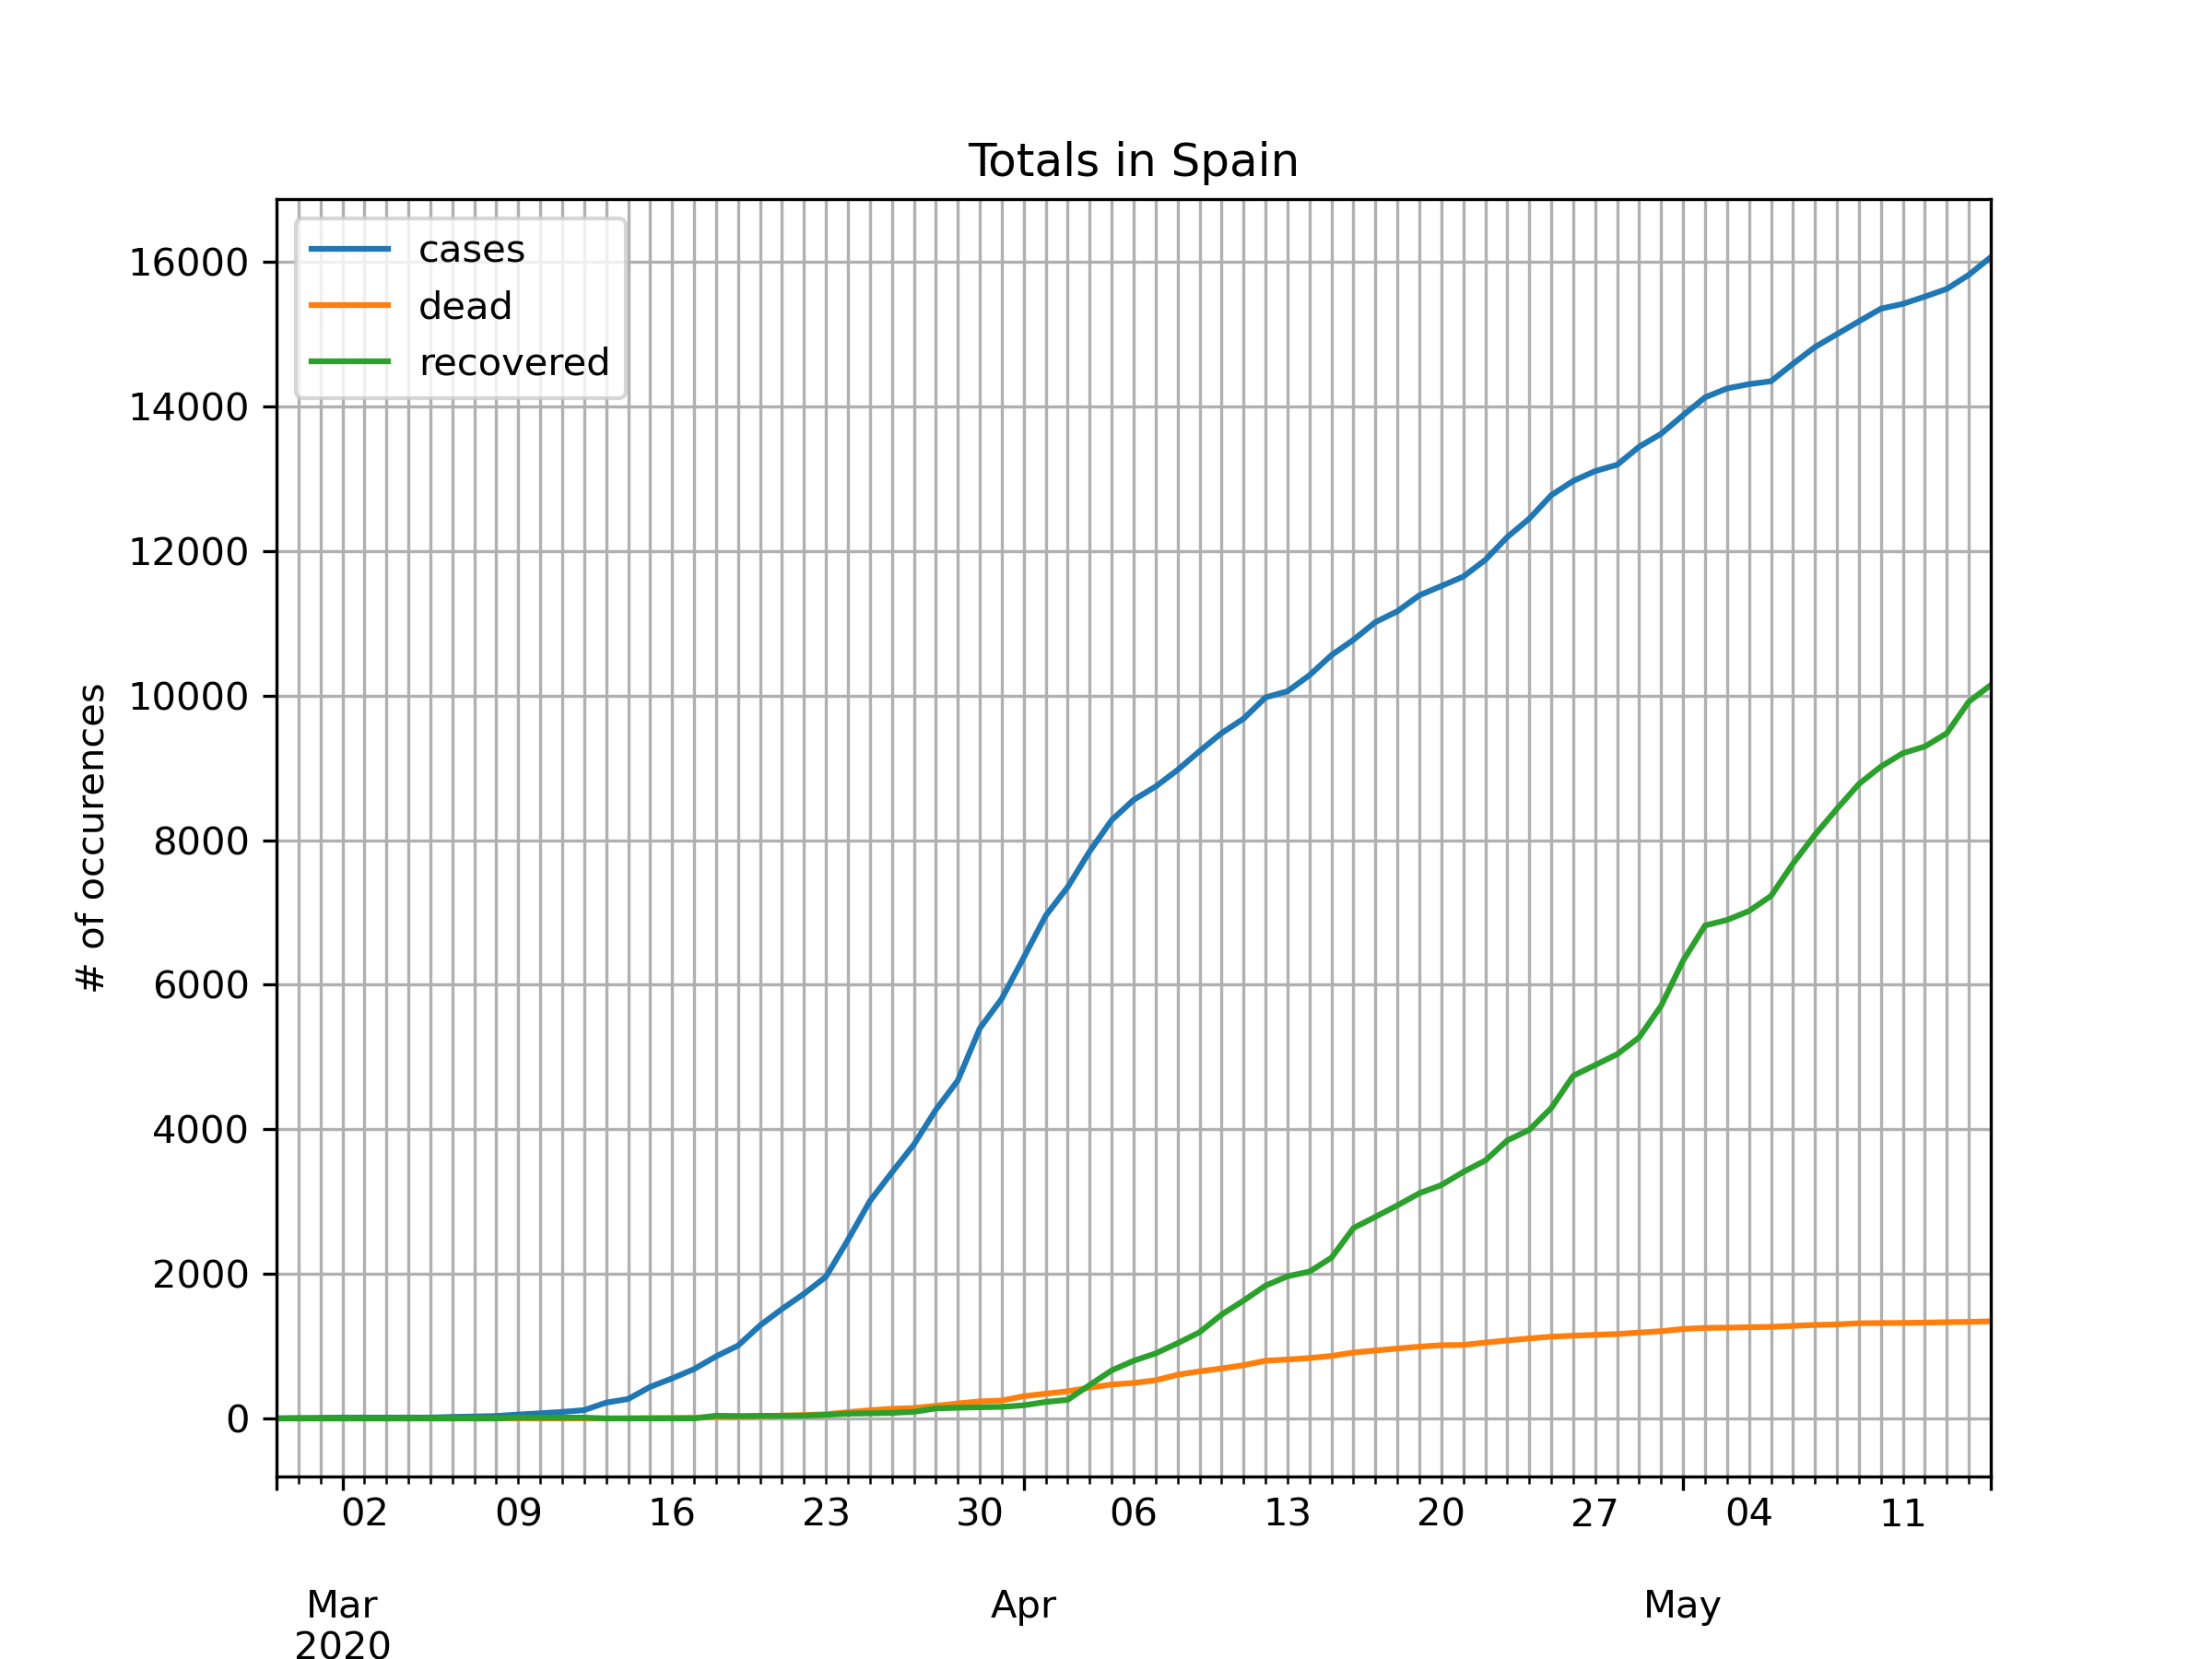 Totals in Spain
cases
dead
recovered
# of occurences
16000
14000
12000
10000
8000
6000
4000
2000
0
02 09 16 23 30 06 13 20 27 04 11
Mar Apr May
2020